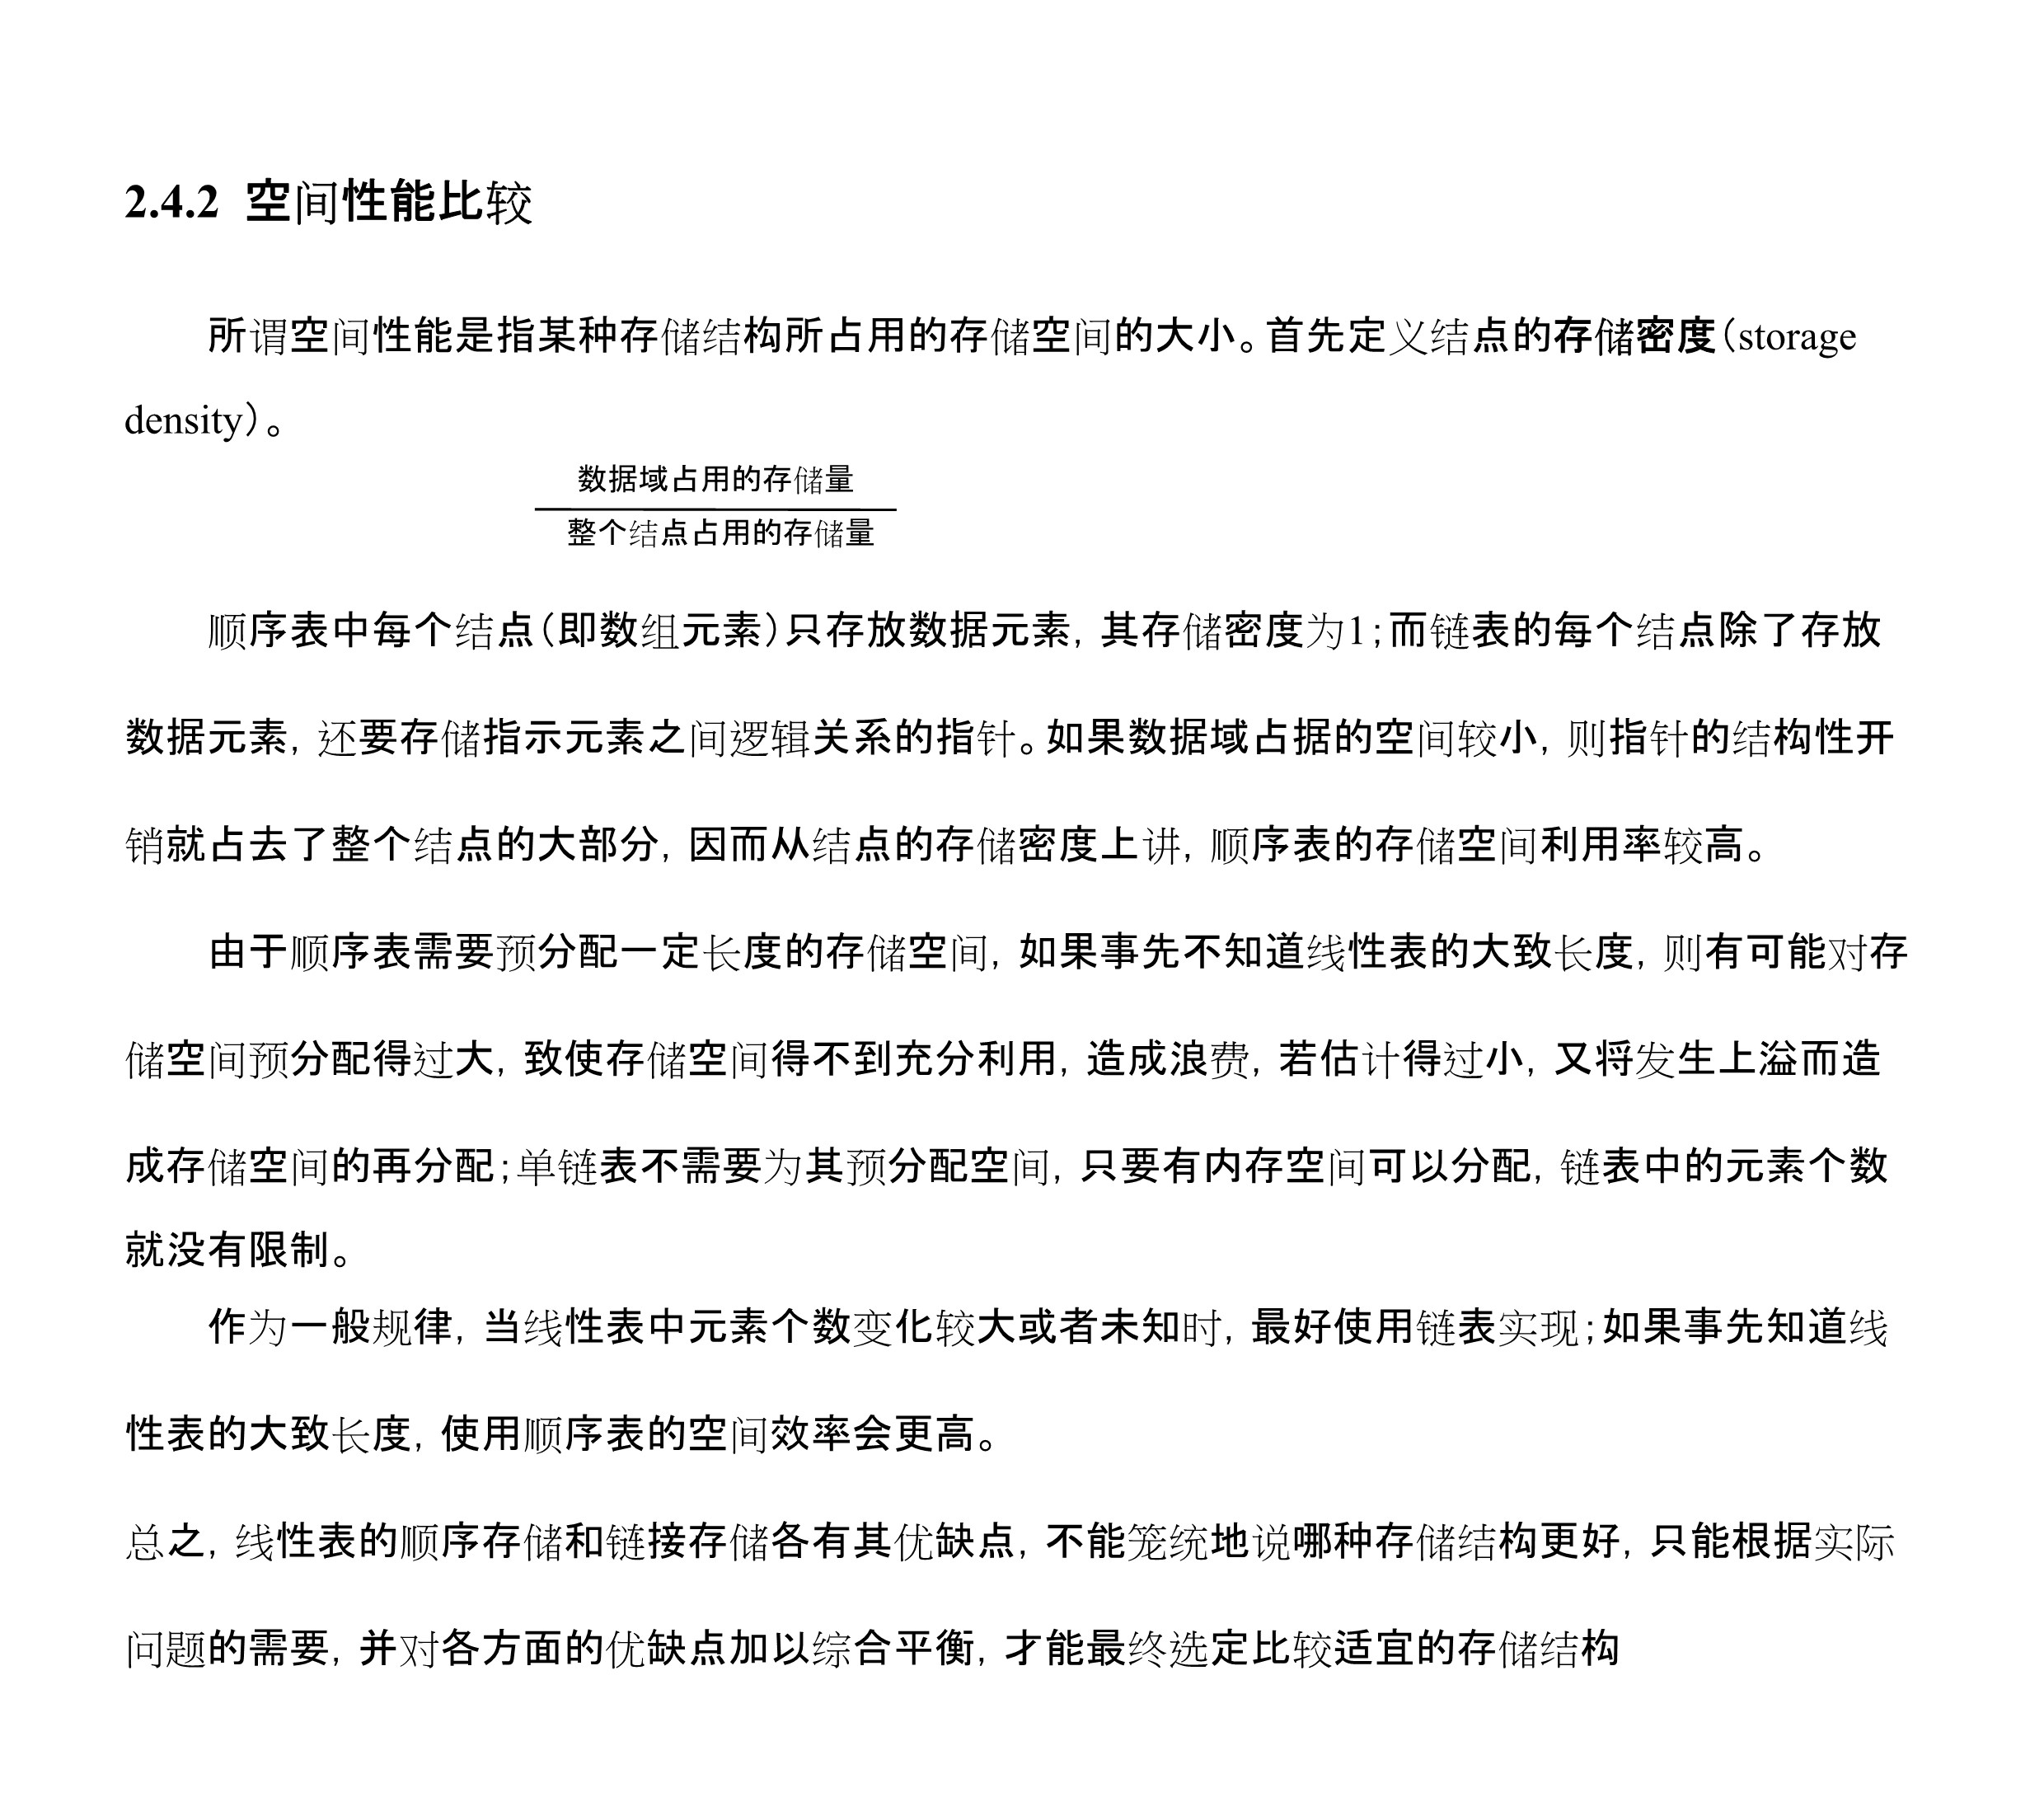 2.4.2 空间性能比较
所谓空间性能是指某种存储结构所占用的存储空间的大小。首先定义结点的存储密度(storage
density)。
数据域占用的存储量
整个结点占用的存储量
顺序表中每个结点(即数组元素)只存放数据元素,其存储密度为1;而链表的每个结点除了存放
数据元素,还要存储指示元素之间逻辑关系的指针。如果数据域占据的空间较小,则指针的结构性开
销就占去了整个结点的大部分,因而从结点的存储密度上讲,顺序表的存储空间利用率较高。
由于顺序表需要预分配一定长度的存储空间,如果事先不知道线性表的大致长度,则有可能对存
储空间预分配得过大,致使存储空间得不到充分利用,造成浪费,若估计得过小,又将发生上溢而造
成存储空间的再分配;单链表不需要为其预分配空间,只要有内存空间可以分配,链表中的元素个数
就没有限制。
作为一般规律,当线性表中元素个数变化较大或者未知时,最好使用链表实现;如果事先知道线
性表的大致长度,使用顺序表的空间效率会更高。
总之,线性表的顺序存储和链接存储各有其优缺点,不能笼统地说哪种存储结构更好,只能根据实际
问题的需要,并对各方面的优缺点加以综合平衡,才能最终选定比较适宜的存储结构